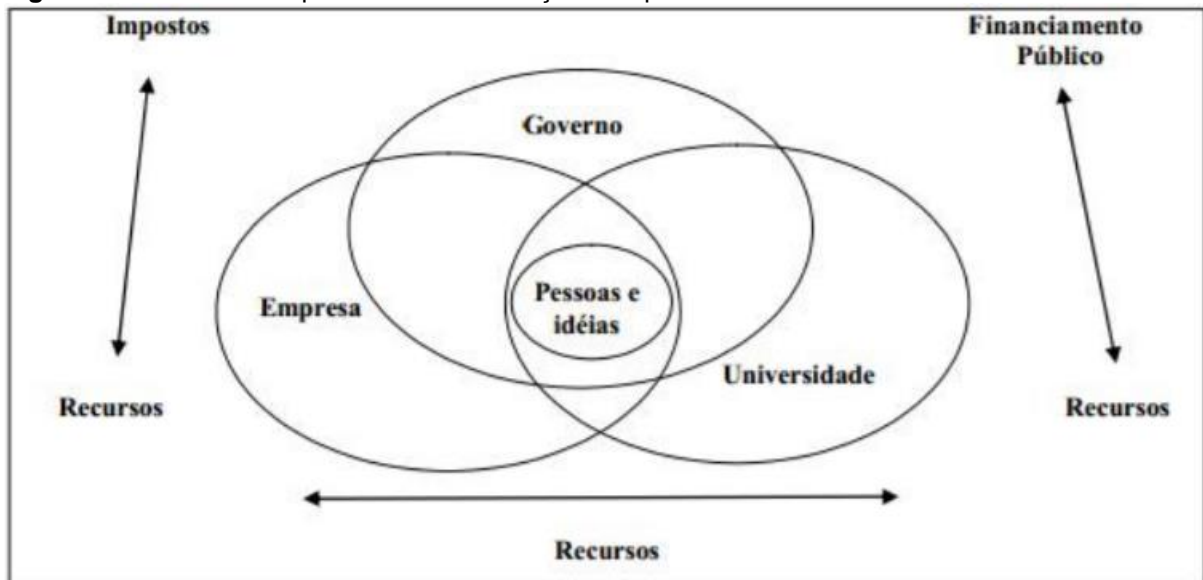 Impostos
Financiamento
Público
Governo
Pessoas e
idéias
Empresa
Universidade
Recursos
Recursos
Recursos